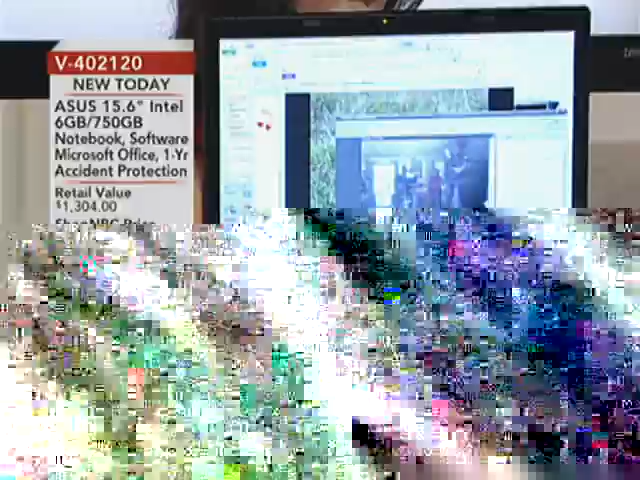 V-402120
NEW TODAY
ASUS 15.6" Intel
6GB/750GB
Notebook, Software
Microsoft Office, 1-Yr
Accident Protection
Retail Value
$1,304.00